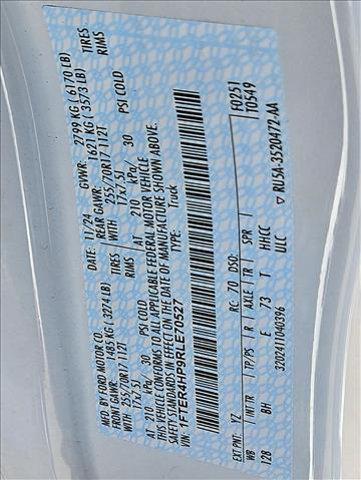 MFD. BY FORD MOTOR CO.
DATE: 11/24 GVWR: 2799 KG ( 6170 LB)
FRONT GAWR: 1485 KG ( 3274 LB) REAR GAWR: 1621 KG ( 3573 LB)
WITH 255/70R17 112T TIRES WITH 255/70R17 112T TIRES
17x7.5J RIMS 17x7.5J RIMS
AT 210 kPa/ 30 PSI COLD AT 210 kPa/ 30 PSI COLD
THIS VEHICLE CONFORMS TO ALL APPLICABLE FEDERAL MOTOR VEHICLE
SAFETY STANDARDS IN EFFECT ON THE DATE OF MANUFACTURE SHOWN ABOVE.
VIN: 1FTER4HP9RLE70527 TYPE: Truck
F0251
T0549
EXT PNT: YZ RC: 70 DSO:
WB INT TR TP/PS R AXLE TR SPR
128 BH E 73 T HHCC
3202411040396 ULC
RU5A-3520472-AA